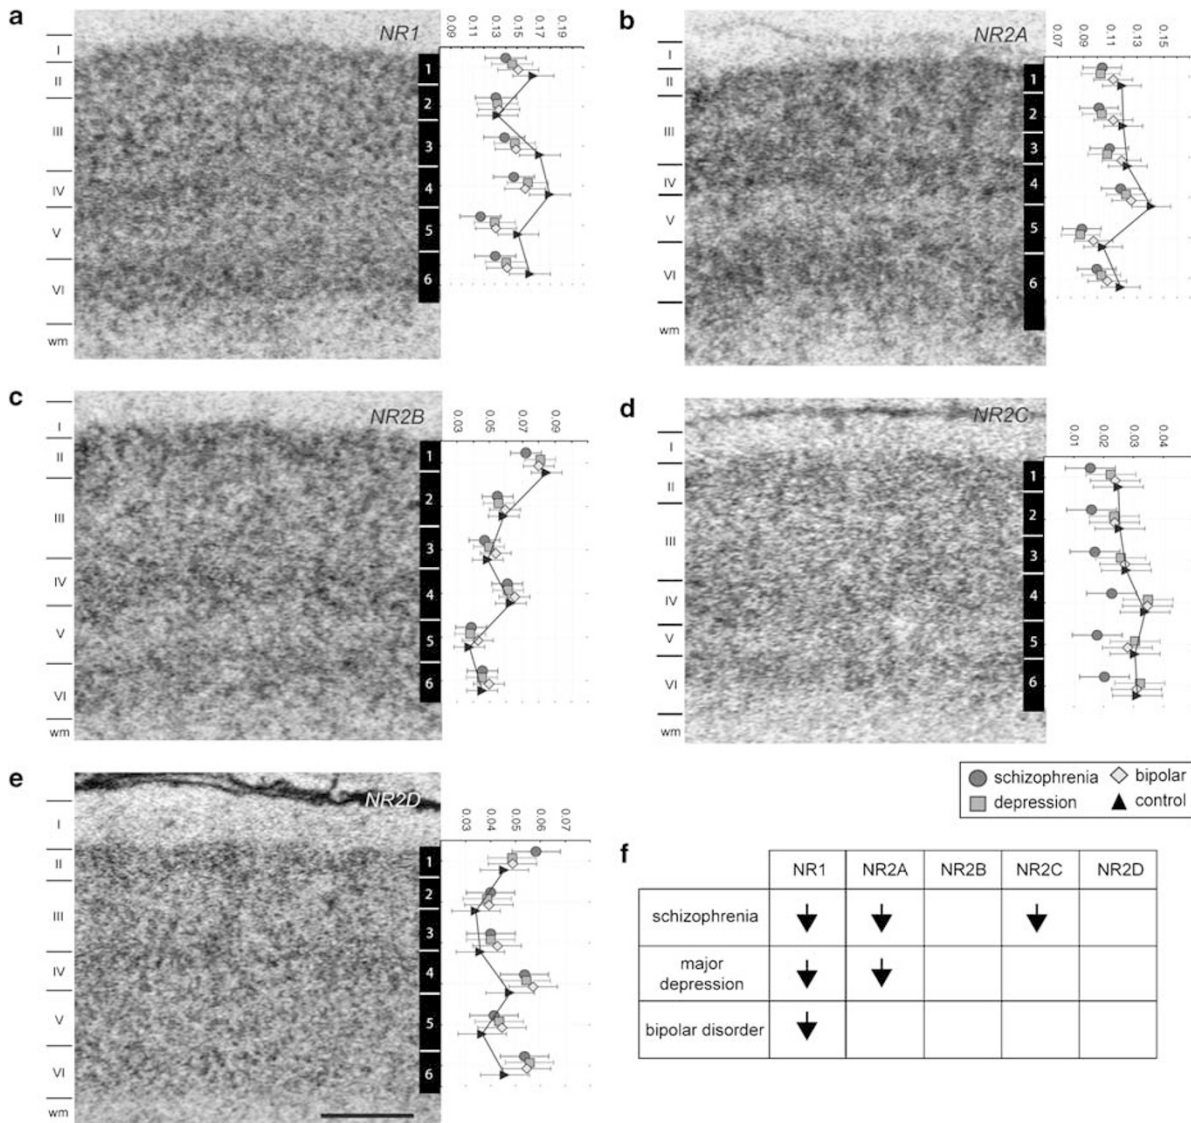 a
NR1
0.09 0.11 0.13 0.15 0.17 0.19
I
II
III
IV
V
VI
wm
1
2
3
4
5
6
b
NR2A
0.07 0.09 0.11 0.13 0.15
I
II
III
IV
V
VI
wm
1
2
3
4
5
6
c
NR2B
0.03 0.05 0.07 0.09
I
II
III
IV
V
VI
wm
1
2
3
4
5
6
d
NR2C
0.01 0.02 0.03 0.04
I
II
III
IV
V
VI
wm
1
2
3
4
5
6
schizophrenia bipolar
depression control
e
NR2D
0.03 0.04 0.05 0.06 0.07
I
II
III
IV
V
VI
wm
1
2
3
4
5
6
f
NR1 NR2A NR2B NR2C NR2D
schizophrenia
major
depression
bipolar disorder